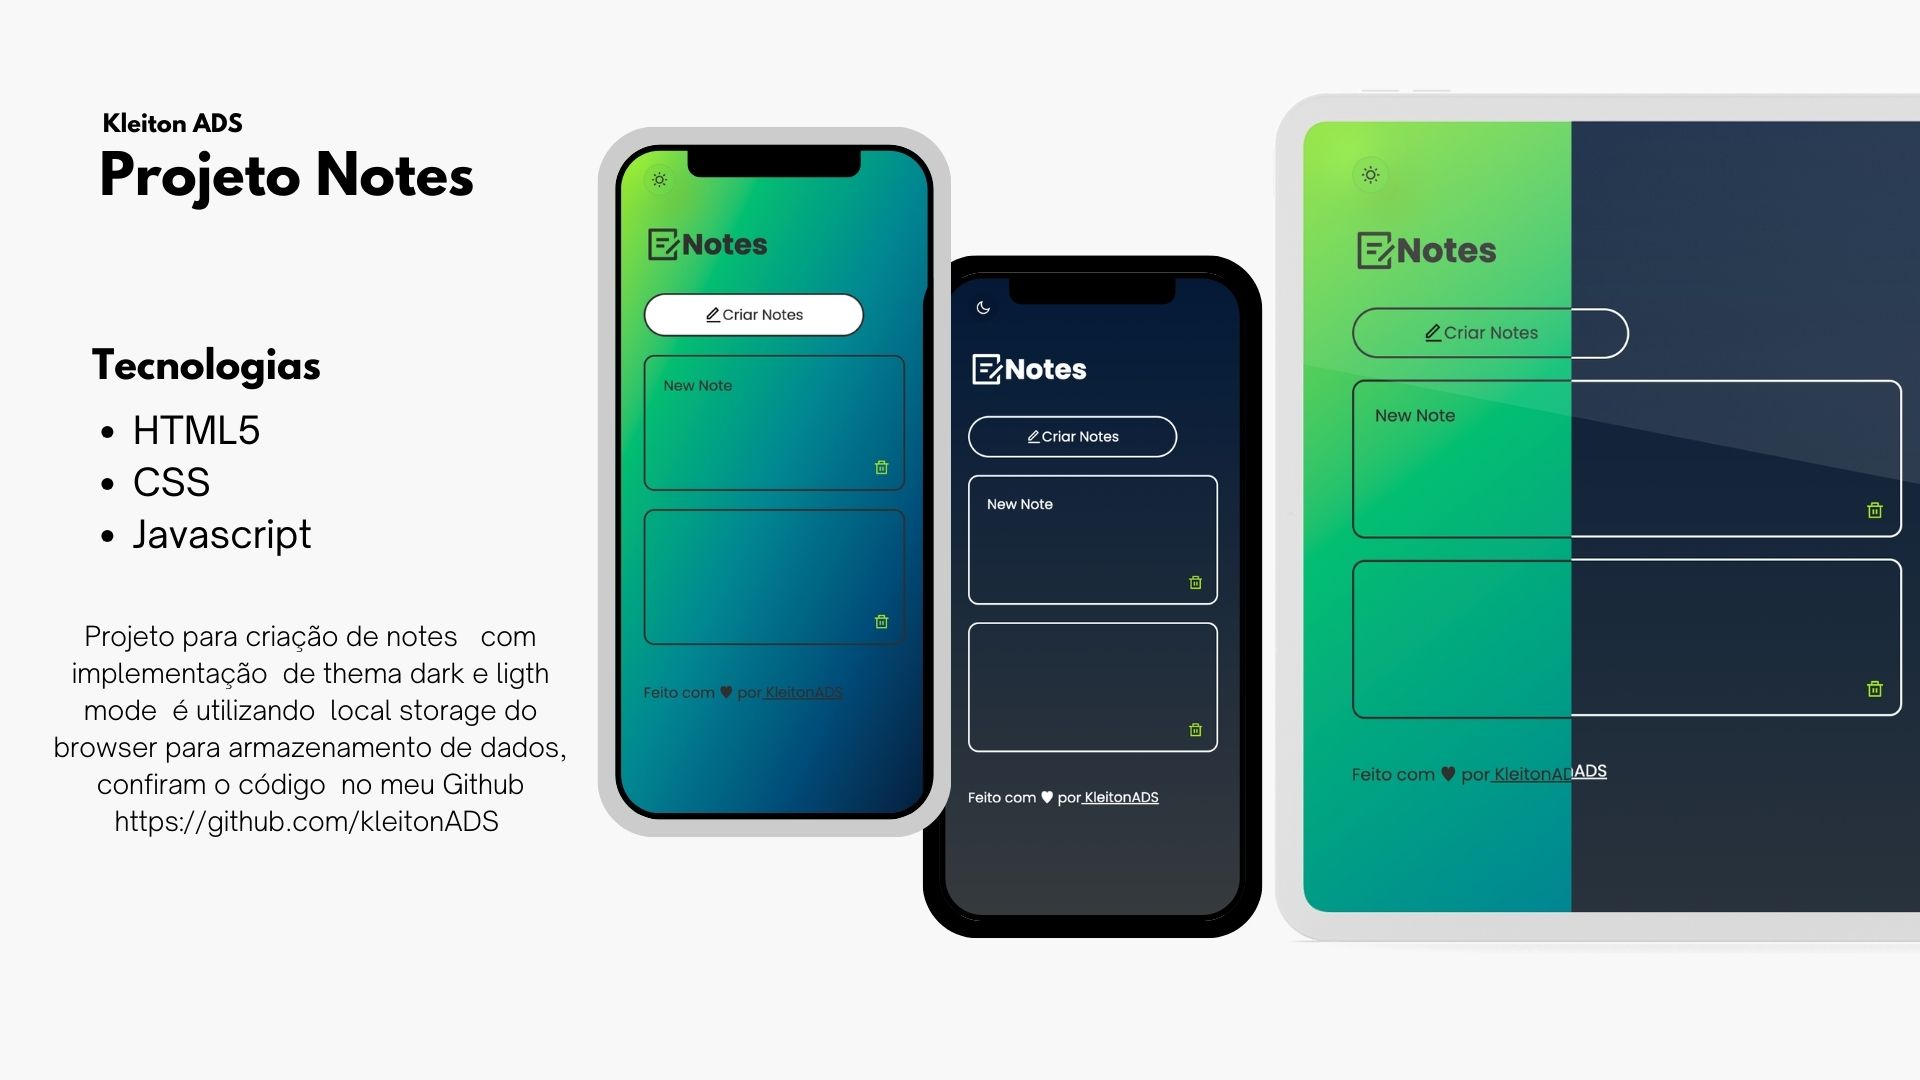 Kleiton ADS
Projeto Notes
Tecnologias
HTML5
CSS
Javascript
Projeto para criação de notes com
implementação de thema dark e ligth
mode é utilizando local storage do
browser para armazenamento de dados,
confiram o código no meu Github
https://github.com/kleitonADS
Notes
Criar Notes
New Note
Feito com ♥ por KleitonADS
Notes
Criar Notes
New Note
Feito com ♥ por KleitonADS
Notes
Criar Notes
New Note
Feito com ♥ por KleitonADADS